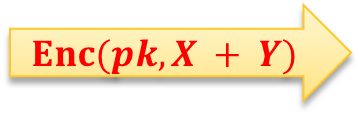 Enc(pk, X + Y)